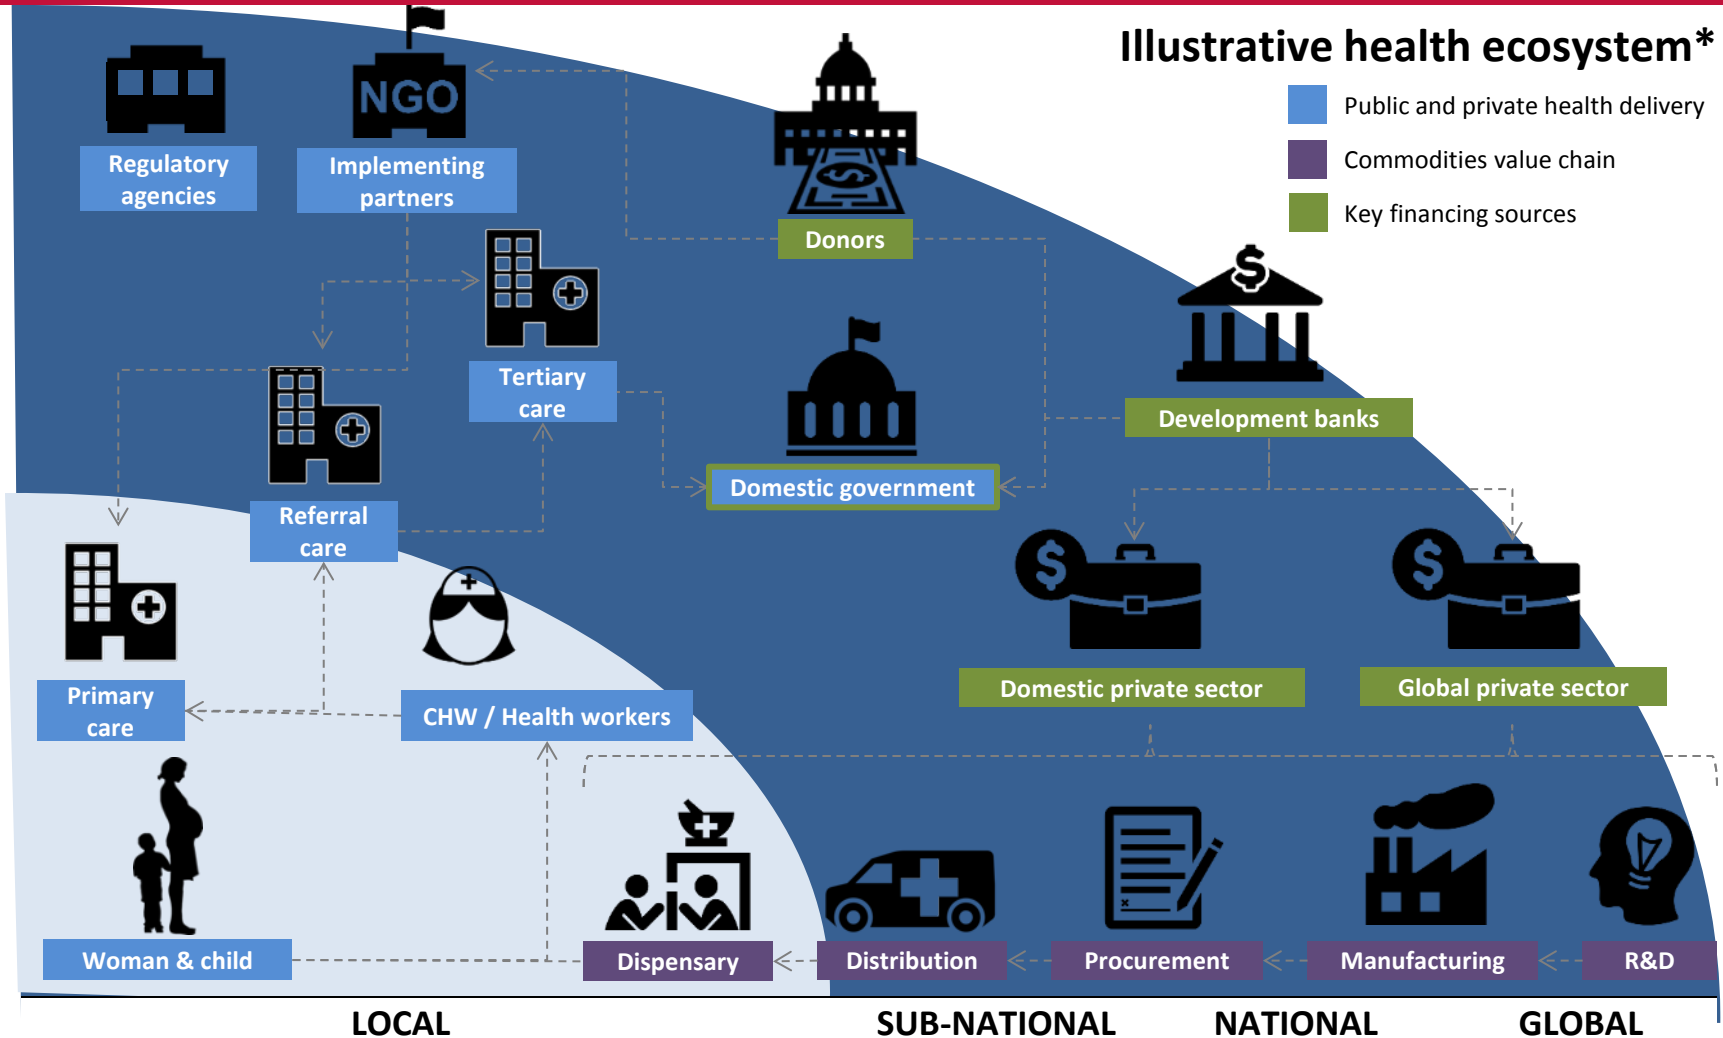 Illustrative health ecosystem*
Public and private health delivery
Commodities value chain
Key financing sources
NGO
Regulatory
agencies
Implementing
partners
Donors
$
$
Tertiary
care
Development banks
Domestic government
Referral
care
$
$
Primary
care
CHW / Health workers
Domestic private sector
Global private sector
Woman & child
Dispensary
Distribution
Procurement
Manufacturing
R&D
LOCAL
SUB-NATIONAL
NATIONAL
GLOBAL